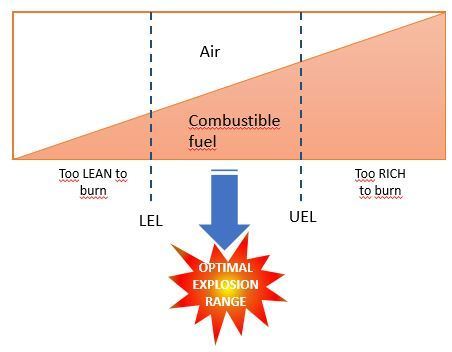 Air
Combustible
fuel
Too LEAN to
burn
Too RICH
to burn
LEL
UEL
OPTIMAL
EXPLOSION
RANGE